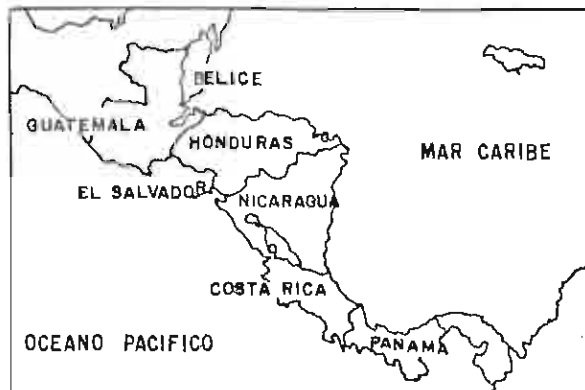 BELICE
GUATEMALA
HONDURAS
MAR CARIBE
EL SALVADOR
NICARAGUA
COSTA RICA
OCEANO PACIFICO
PANAMA